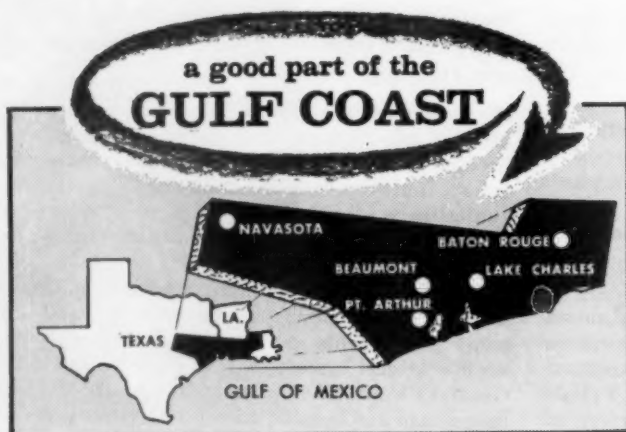 a good part of the
GULF COAST
NAVASOTA
BATON ROUGE
BEAUMONT
LAKE CHARLES
PT. ARTHUR
LA.
TEXAS
GULF OF MEXICO